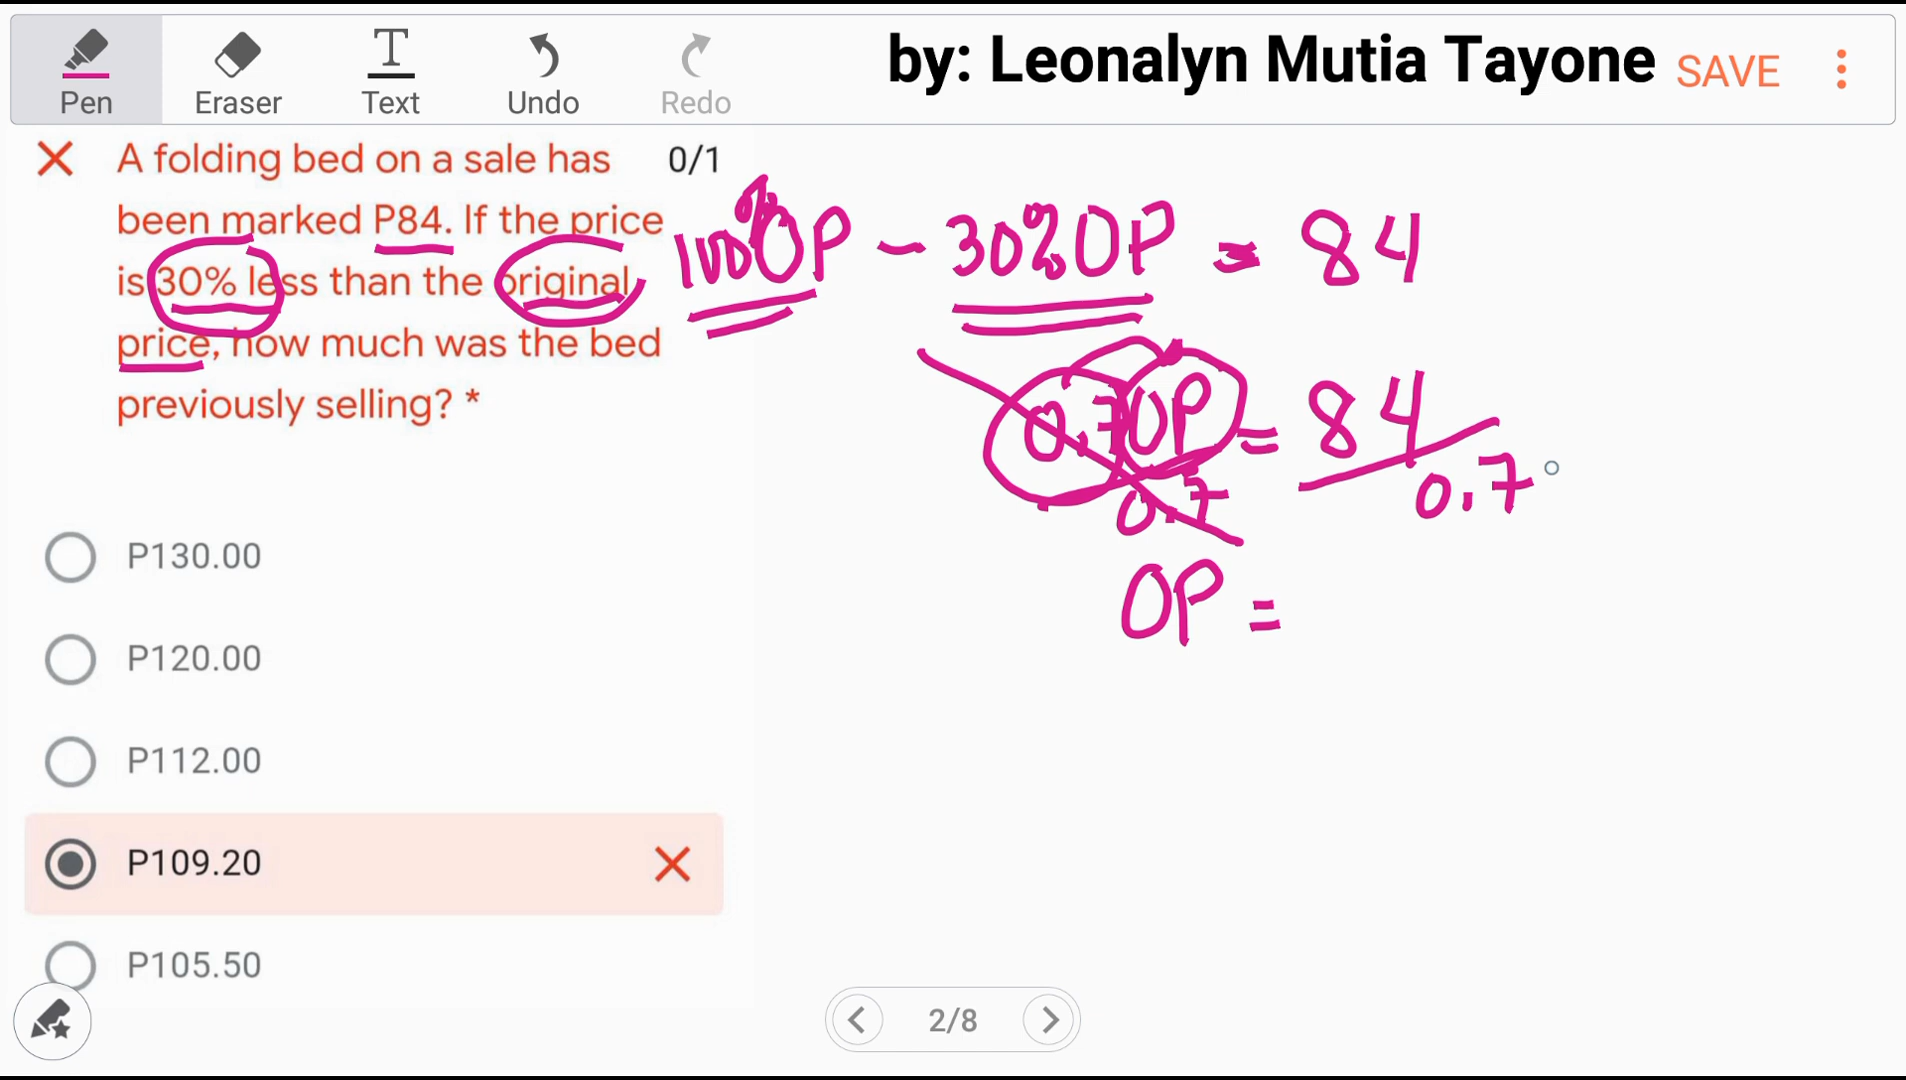 by: Leonalyn Mutia Tayone
SAVE
Pen
Eraser
Text
Undo
Redo
A folding bed on a sale has
0/1
been marked P84. If the price
is 30% less than the original
price, how much was the bed
previously selling? *
100%OP - 30%OP = 84
0.7OP = 84
0.7
0.7
OP =
P130.00
P120.00
P112.00
P109.20
P105.50
2/8